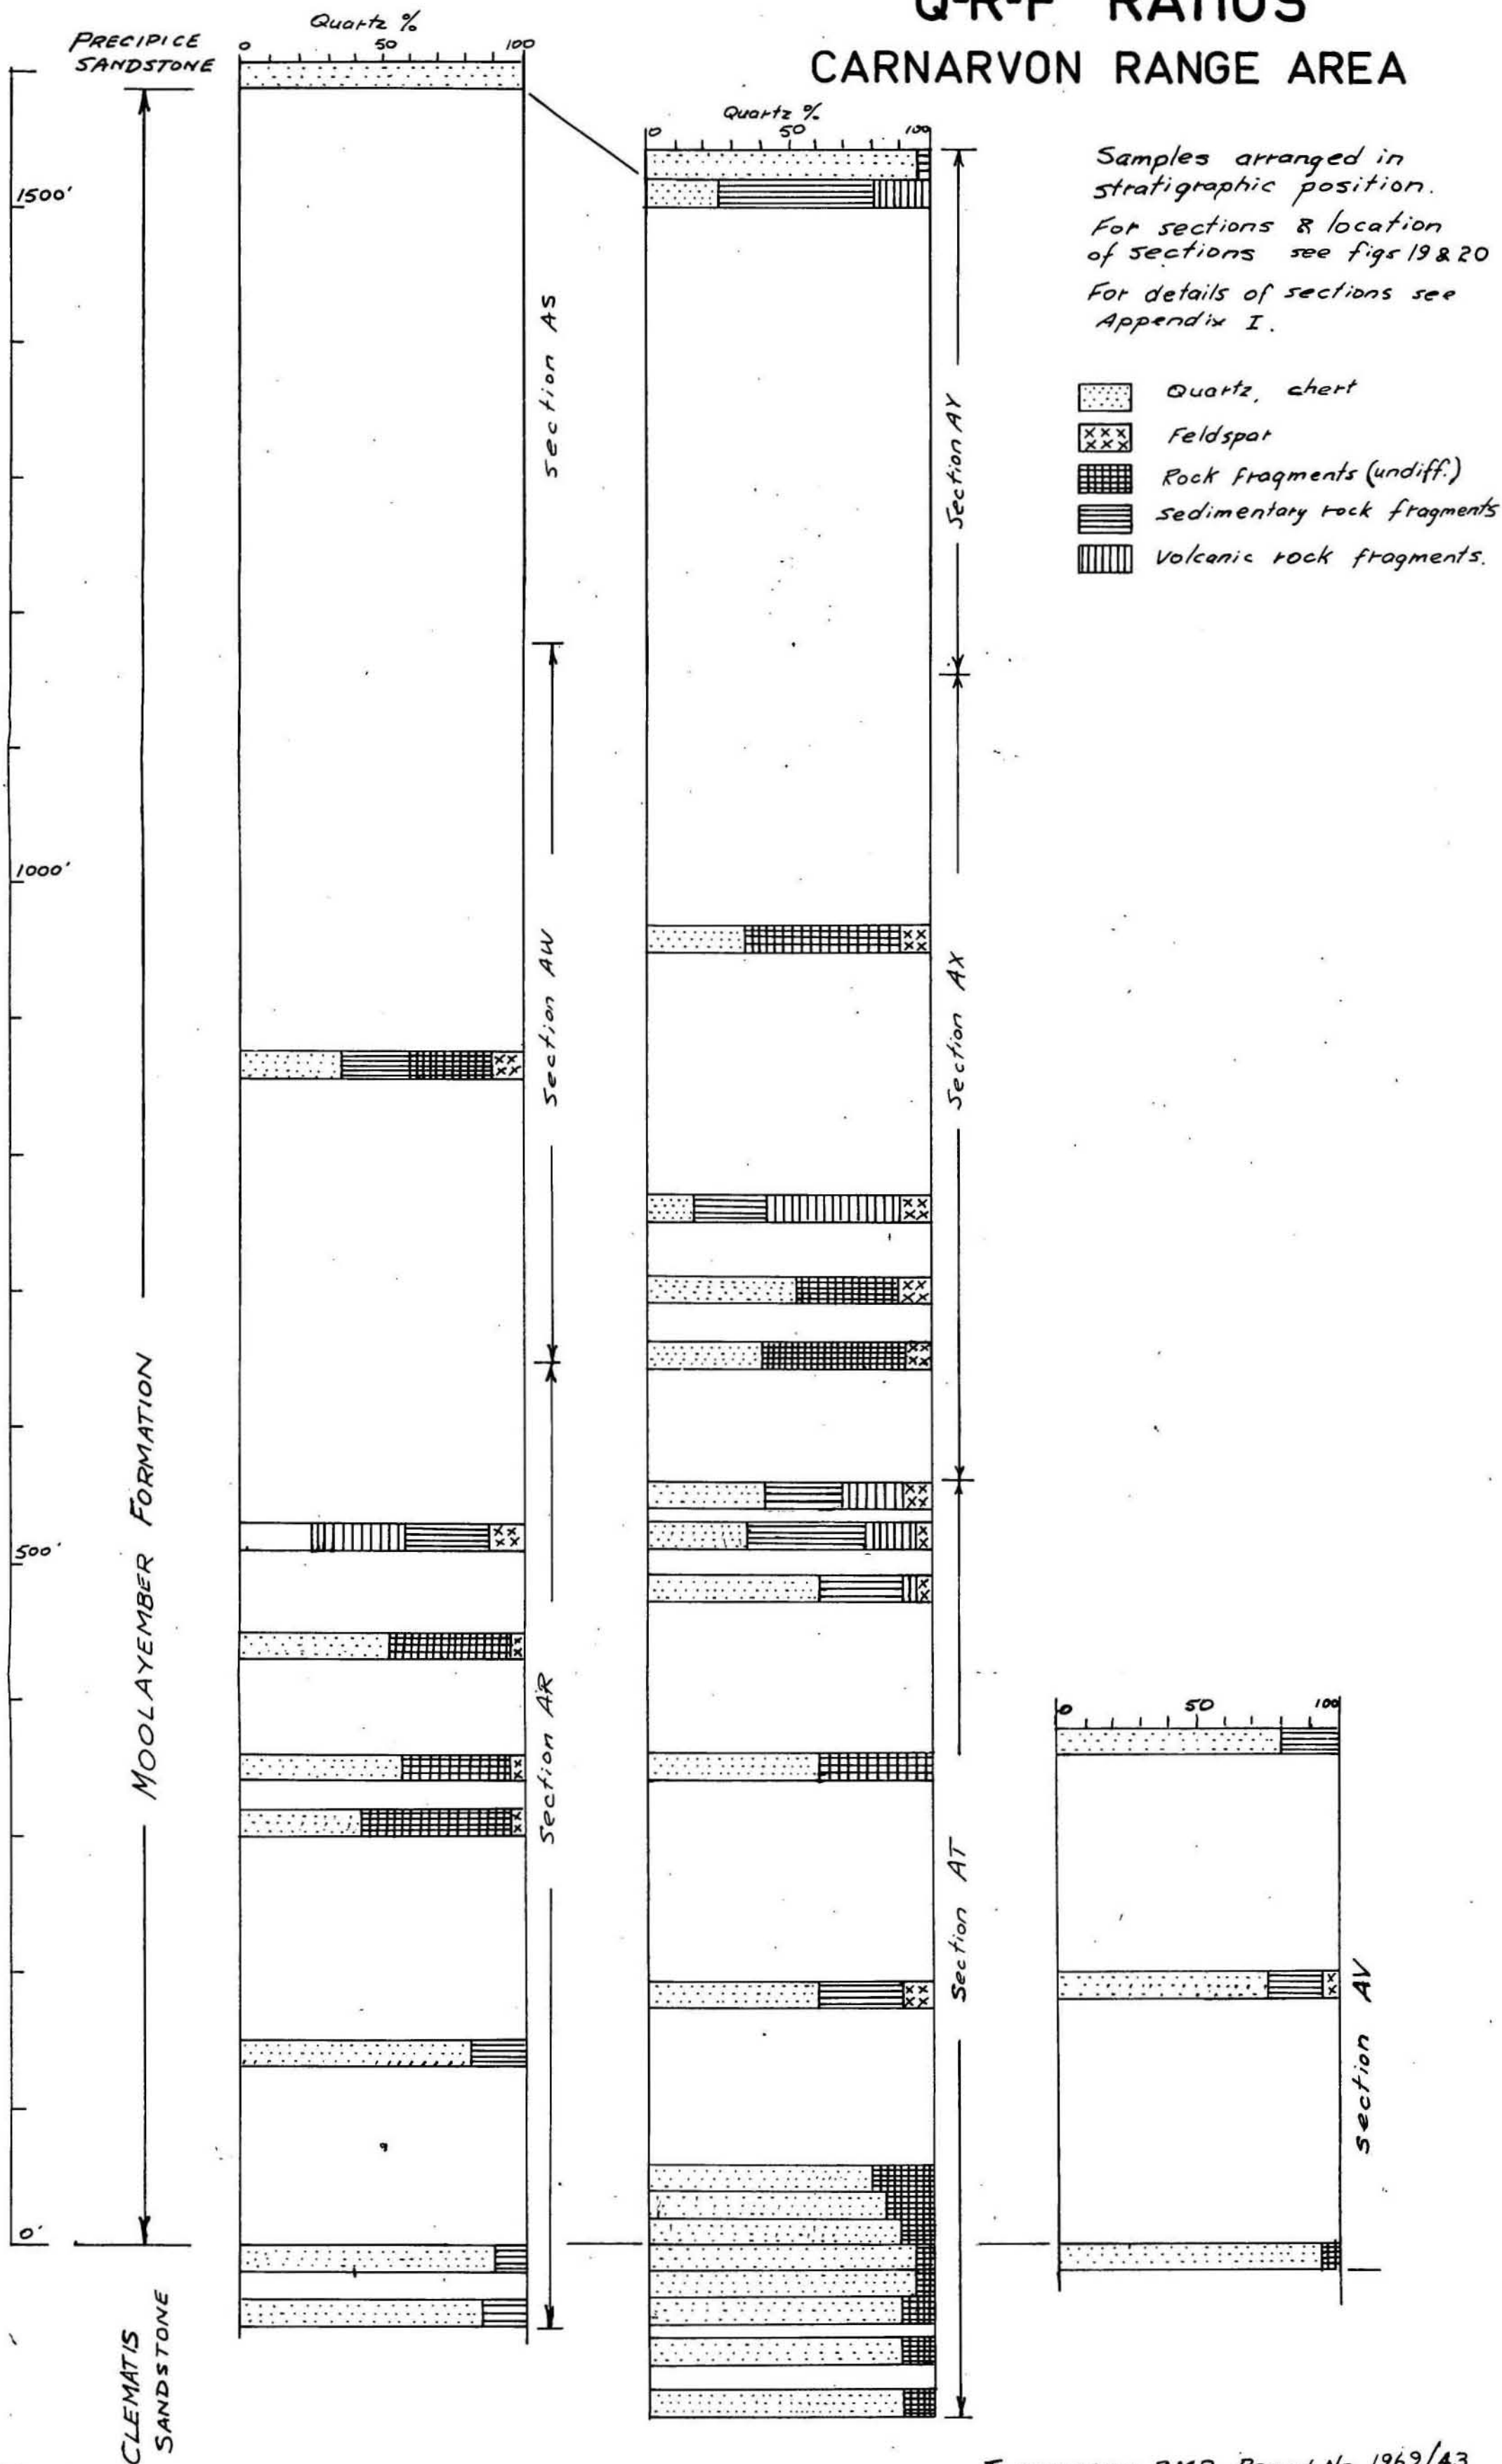 Q-R-F RATIOS
CARNARVON RANGE AREA
Samples arranged in
stratigraphic position.
For sections & location
of sections see figs 19 & 20
For details of sections see
Appendix I.
Quartz, chert
Feldspar
Rock fragments (undiff.)
Sedimentary rock fragments
Volcanic rock fragments.
PRECIPICE
SANDSTONE
Quartz %
0 50 100
1500'
1000'
500'
0'
MOOLAYEMBER FORMATION
CLEMATIS
SANDSTONE
Section AS
Section AW
Section AR
Quartz %
0 50 100
Section AY
Section AX
Section AT
0 50 100
Section AV
1969/43